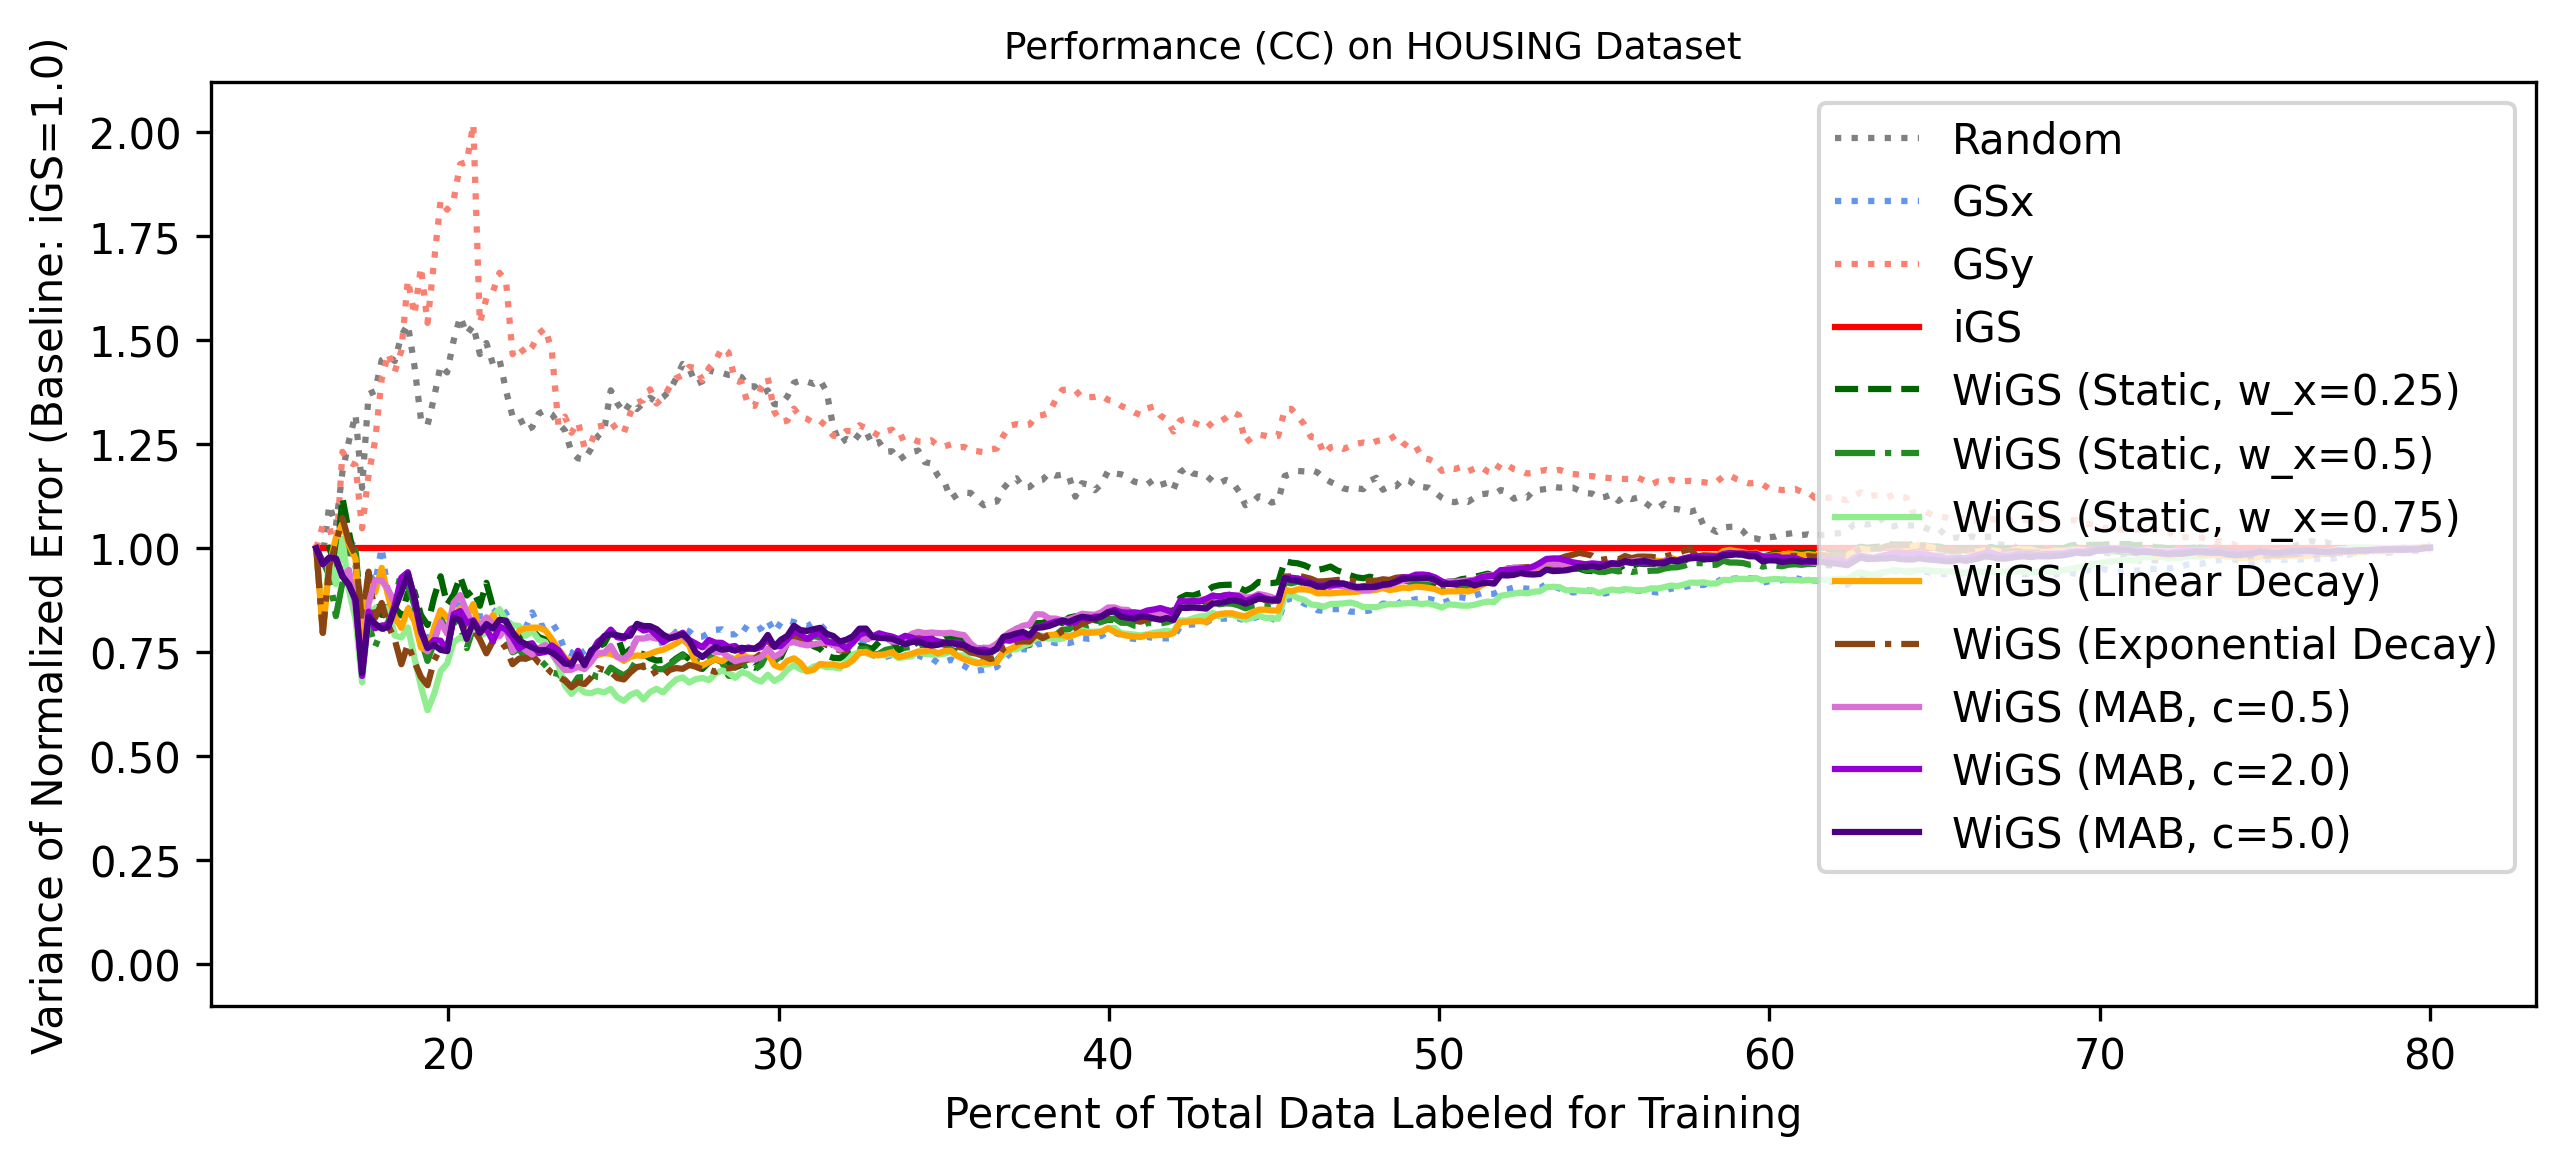 Performance (CC) on HOUSING Dataset
Variance of Normalized Error (Baseline: iGS=1.0)
2.00
1.75
1.50
1.25
1.00
0.75
0.50
0.25
0.00
Random
GSx
GSy
iGS
WiGS (Static, w_x=0.25)
WiGS (Static, w_x=0.5)
WiGS (Static, w_x=0.75)
WiGS (Linear Decay)
WiGS (Exponential Decay)
WiGS (MAB, c=0.5)
WiGS (MAB, c=2.0)
WiGS (MAB, c=5.0)
20 30 40 50 60 70 80
Percent of Total Data Labeled for Training